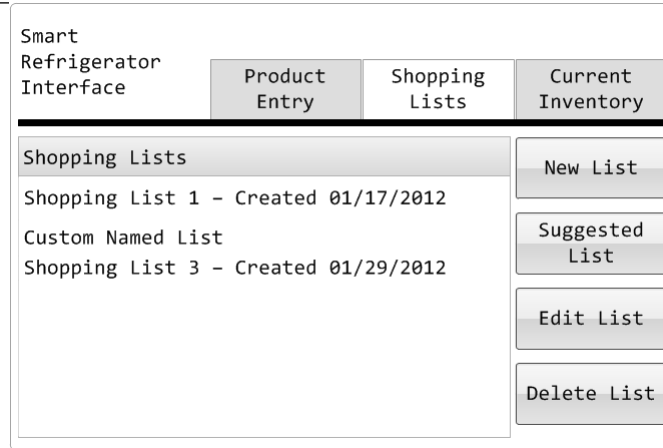 Smart
Refrigerator
Interface
Product
Entry
Shopping
Lists
Current
Inventory
Shopping Lists
Shopping List 1 – Created 01/17/2012
Custom Named List
Shopping List 3 – Created 01/29/2012
New List
Suggested
List
Edit List
Delete List